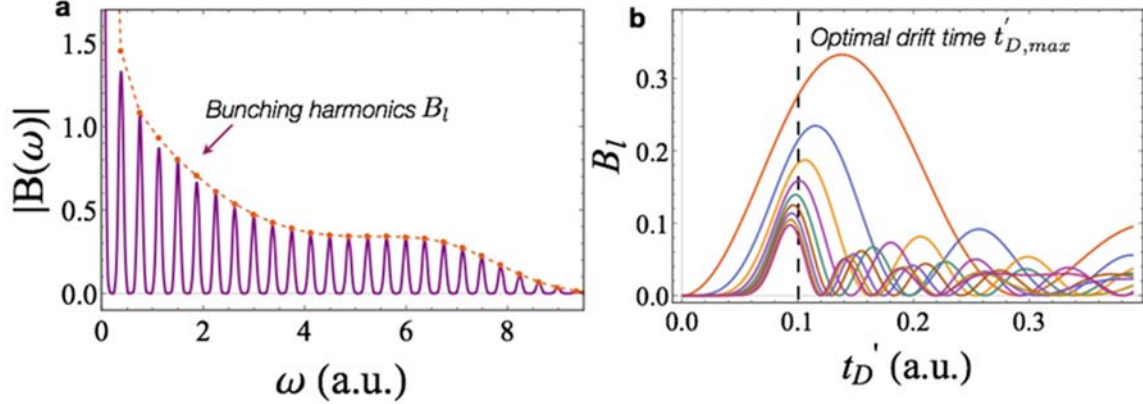 a
|B(ω)|
1.5
1.0
0.5
0.0
Bunching harmonics B_l
0
2
4
6
8
ω (a.u.)
b
B_l
0.3
0.2
0.1
0.0
Optimal drift time t'_{D,max}
0.0
0.1
0.2
0.3
t_D' (a.u.)